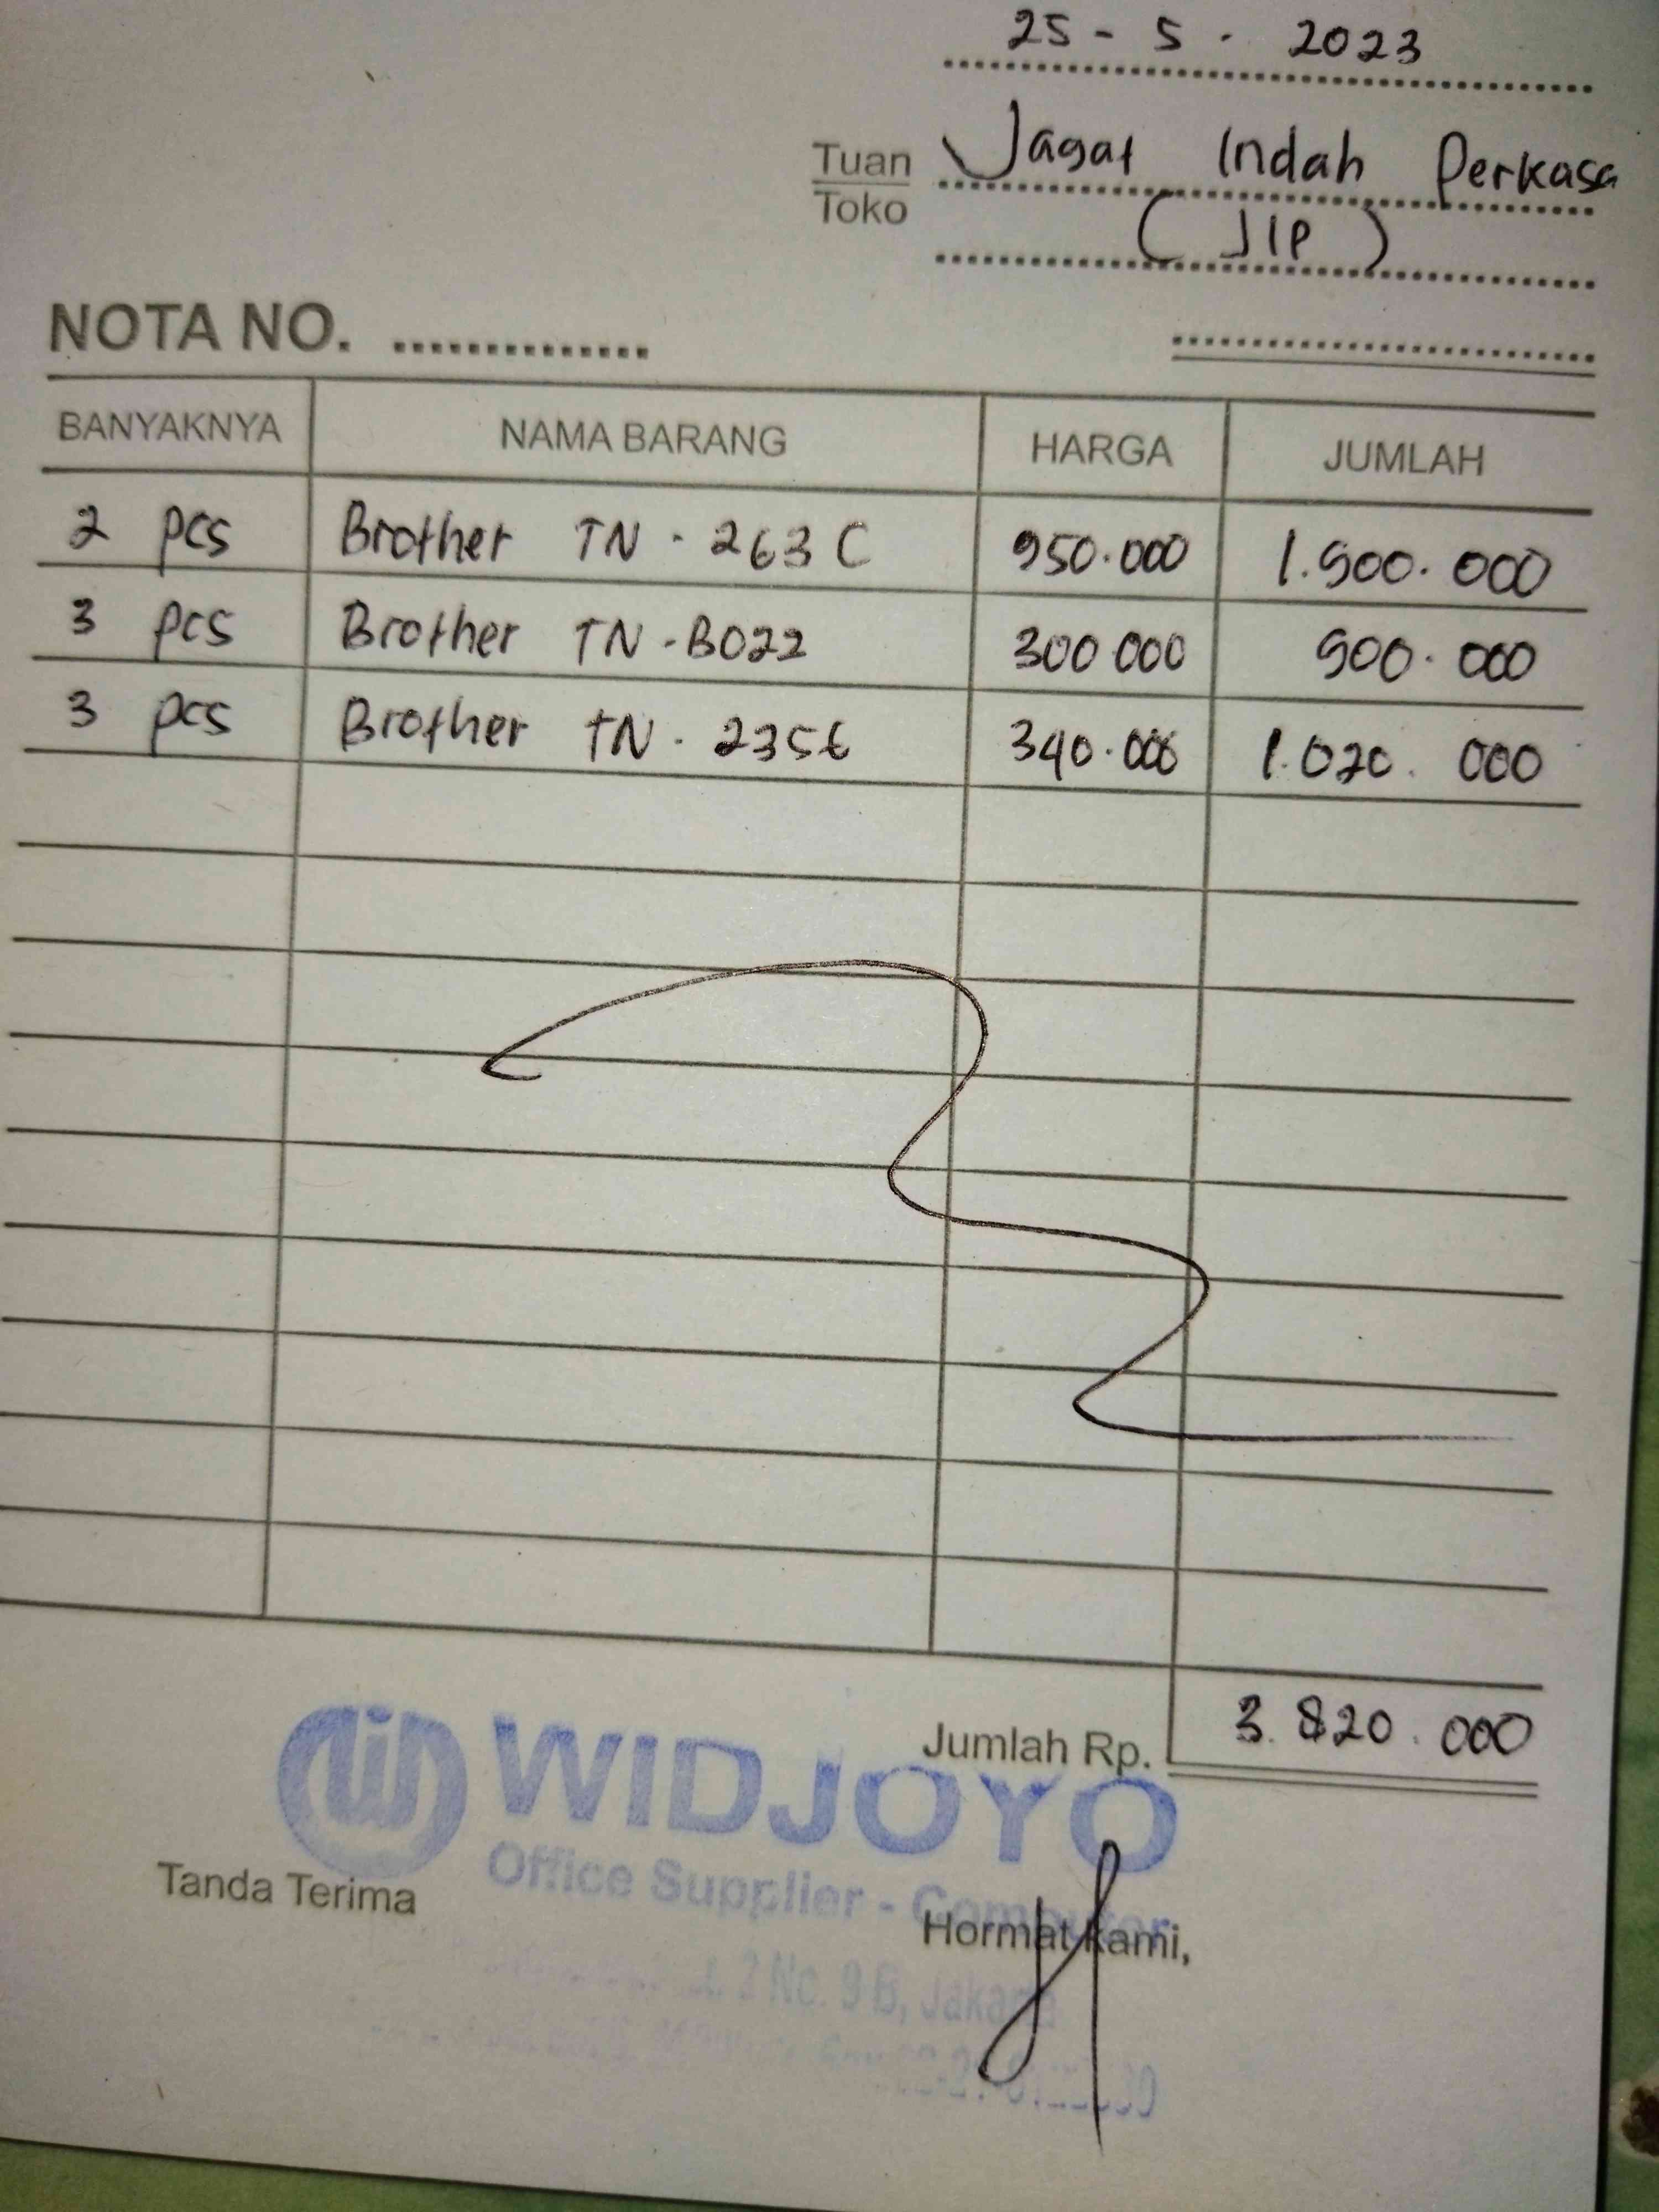 25 - 5 - 2023
Tuan Jagat Indah Perkasa
Toko (JIP)
NOTA NO. ...............
BANYAKNYA NAMA BARANG HARGA JUMLAH
2 pcs Brother TN - 263 C 950.000 1.900.000
3 pcs Brother TN - B022 300 000 900.000
3 pcs Brother TN - 2356 340.000 1.020.000
Jumlah Rp. 3.820.000
WIDJOYO
Office Supplier - Computer
Tanda Terima Hormat kami,
No. 9 B, Jakarta